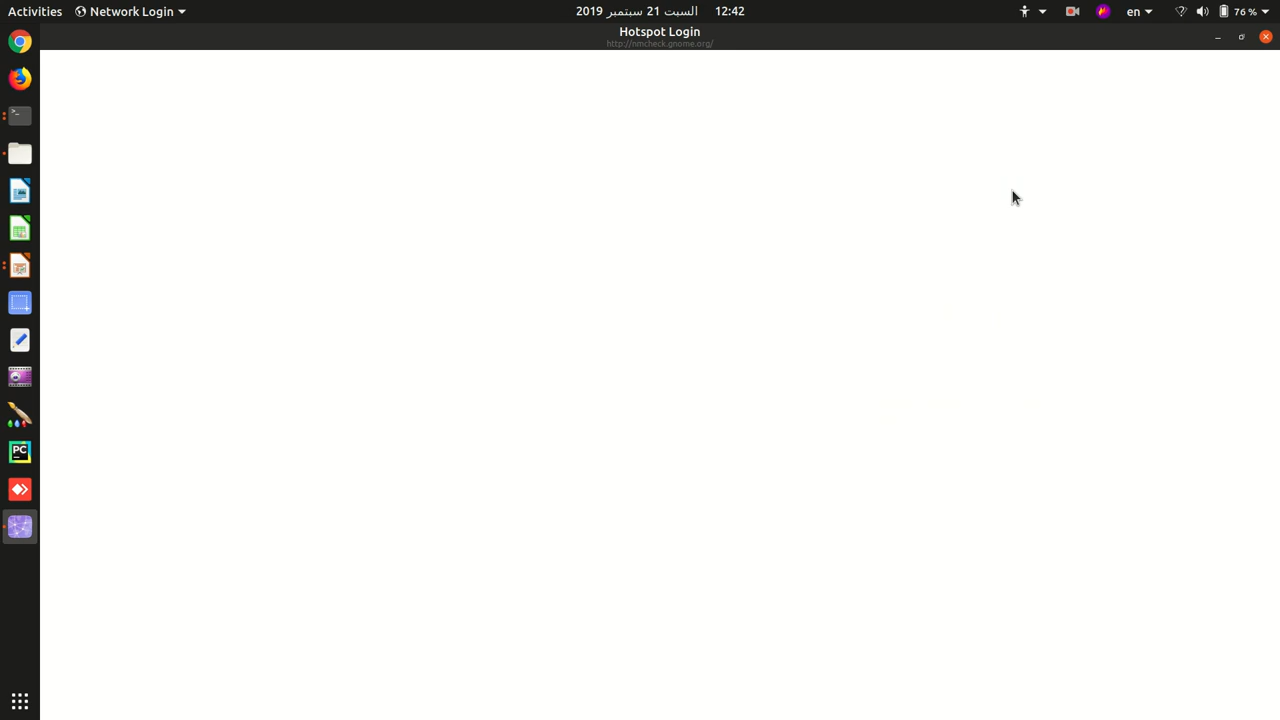 Activities
Network Login
السبت 21 سبتمبر 2019 12:42
en
76 %
Hotspot Login
http://nmcheck.gnome.org/
>_
PC